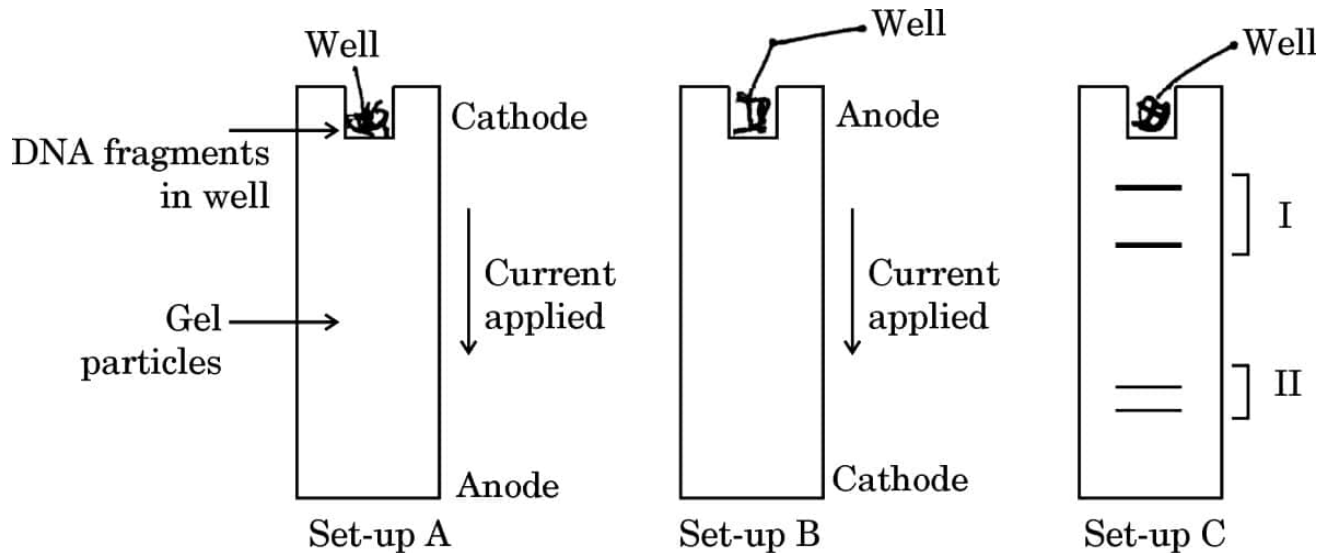 Well
Cathode
DNA fragments
in well
Current
applied
Gel
particles
Anode
Set-up A
Well
Anode
Current
applied
Cathode
Set-up B
Well
I
II
Set-up C